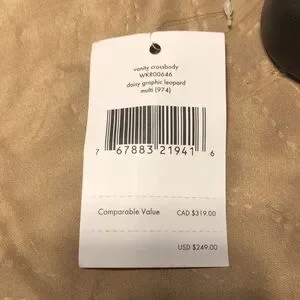 vanity crossbody
WKR00646
daisy graphic leopard
multi (974)
7 67883 21941 6
Comparable Value CAD $319.00
USD $249.00